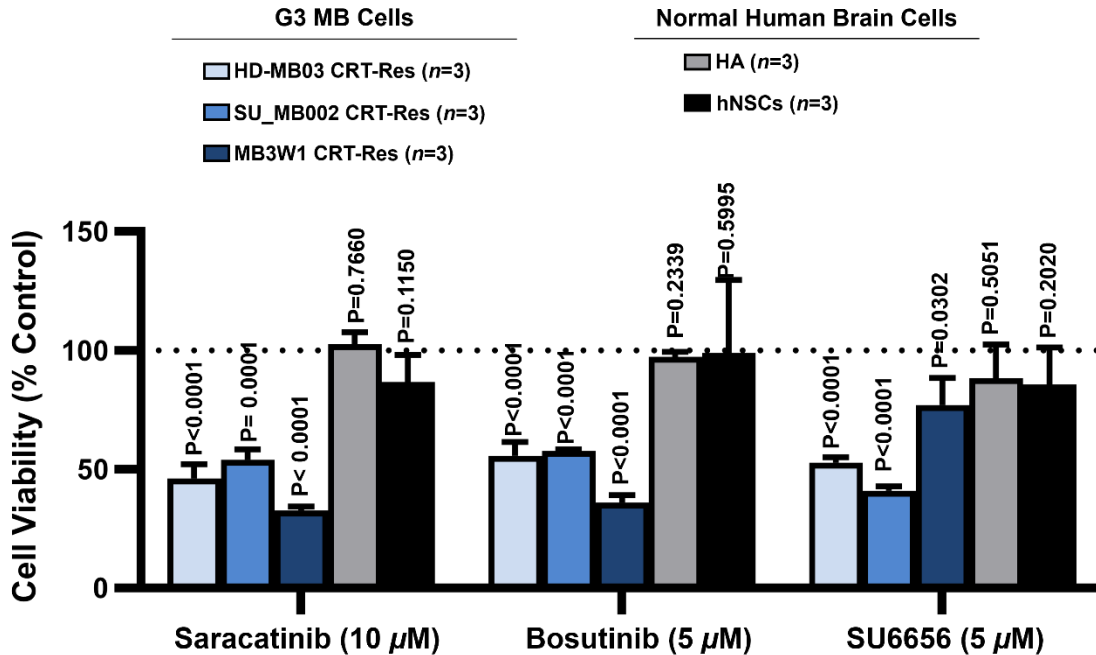 G3 MB Cells
Normal Human Brain Cells
HD-MB03 CRT-Res (n=3)
SU_MB002 CRT-Res (n=3)
MB3W1 CRT-Res (n=3)
HA (n=3)
hNSCs (n=3)
Cell Viability (% Control)
150
100
50
0
P<0.0001
P= 0.0001
P< 0.0001
P=0.7660
P=0.1150
P<0.0001
P<0.0001
P<0.0001
P=0.2339
P=0.5995
P<0.0001
P<0.0001
P=0.0302
P=0.5051
P=0.2020
Saracatinib (10 µM)
Bosutinib (5 µM)
SU6656 (5 µM)